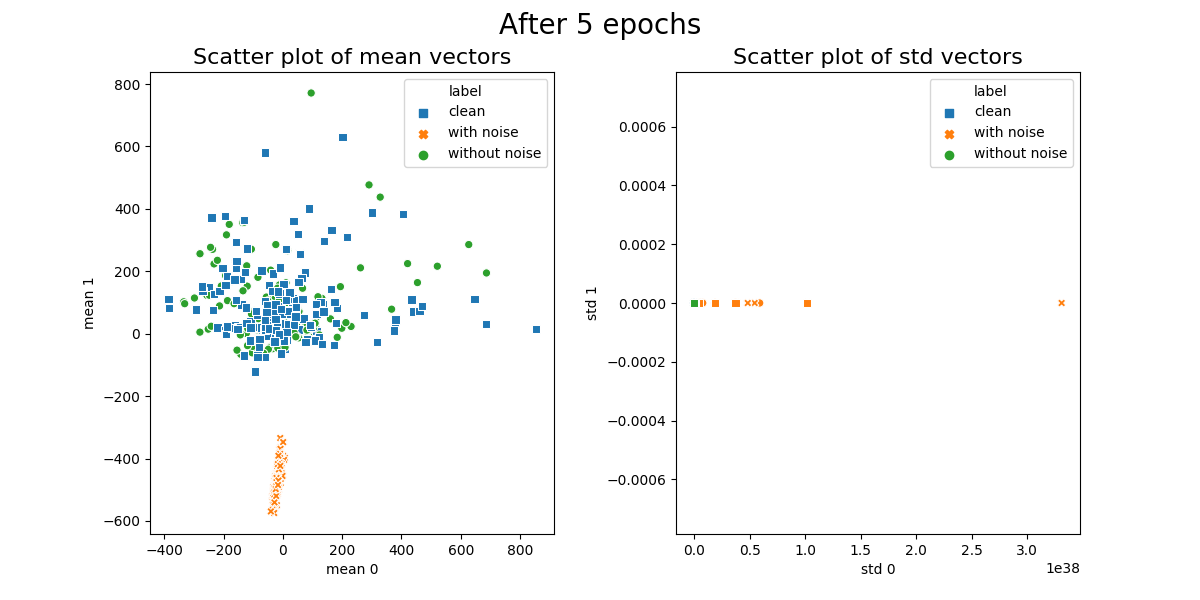 After 5 epochs
Scatter plot of mean vectors
800
600
400
200
0
−200
−400
−600
mean 1
−400
−200
0
200
400
600
800
mean 0
label
clean
with noise
without noise
Scatter plot of std vectors
0.0006
0.0004
0.0002
0.0000
−0.0002
−0.0004
−0.0006
std 1
0.0
0.5
1.0
1.5
2.0
2.5
3.0
1e38
std 0
label
clean
with noise
without noise